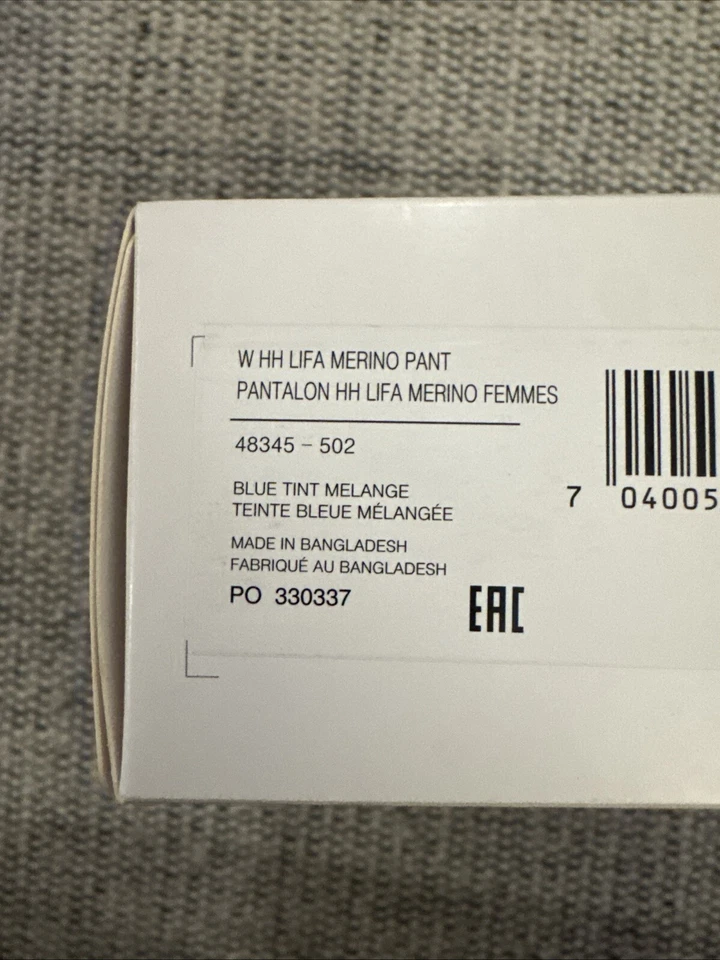 W HH LIFA MERINO PANT
PANTALON HH LIFA MERINO FEMMES
48345 - 502
BLUE TINT MELANGE
TEINTE BLEUE MÉLANGÉE
MADE IN BANGLADESH
FABRIQUÉ AU BANGLADESH
PO 330337
EAC
7 04005